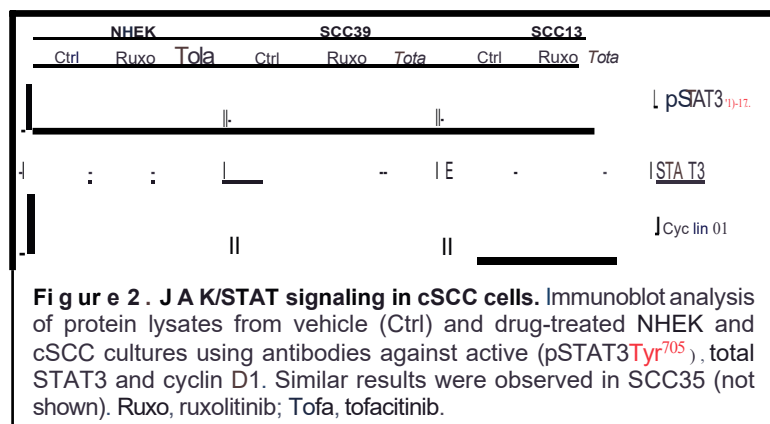 NHEK SCC39 SCC13
Ctrl Ruxo Tola Ctrl Ruxo Tota Ctrl Ruxo Tota
pSTAT3
STA T3
Cyc lin 01
Fi g ur e 2 . J A K/STAT signaling in cSCC cells. Immunoblot analysis
of protein lysates from vehicle (Ctrl) and drug-treated NHEK and
cSCC cultures using antibodies against active (pSTAT3Tyr⁷⁰⁵), total
STAT3 and cyclin D1. Similar results were observed in SCC35 (not
shown). Ruxo, ruxolitinib; Tofa, tofacitinib.